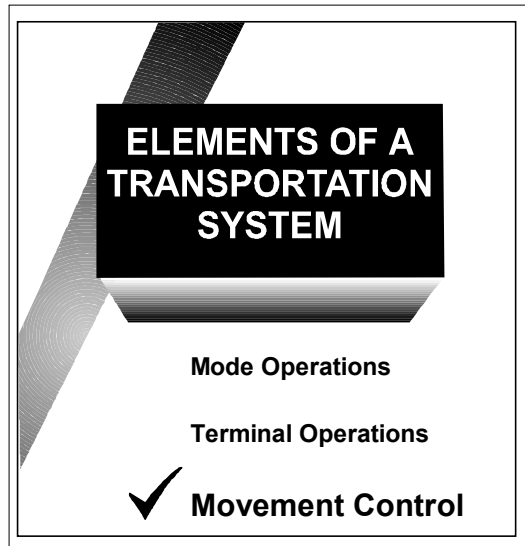 ELEMENTS OF A
TRANSPORTATION
SYSTEM
Mode Operations
Terminal Operations
Movement Control